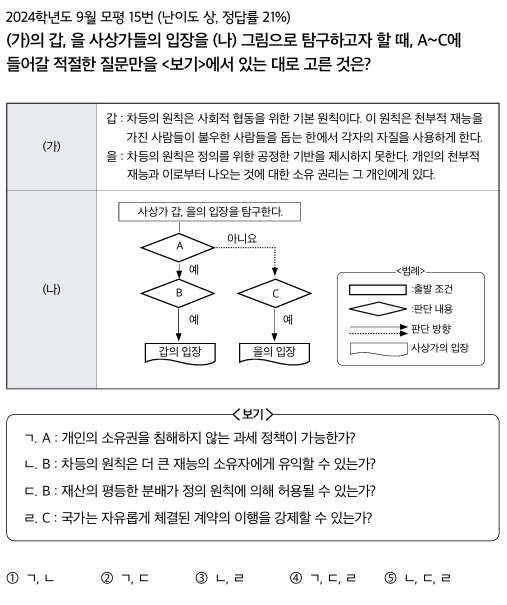 2024학년도 9월 모평 15번 (난이도 상, 정답률 21%)
(가)의 갑, 을 사상가들의 입장을 (나) 그림으로 탐구하고자 할 때, A~C에
들어갈 적절한 질문만을 <보기>에서 있는 대로 고른 것은?
(가)
갑 : 차등의 원칙은 사회적 협동을 위한 기본 원칙이다. 이 원칙은 천부적 재능을
가진 사람들이 불우한 사람들을 돕는 한에서 각자의 자질을 사용하게 한다.
을 : 차등의 원칙은 정의를 위한 공정한 기반을 제시하지 못한다. 개인의 천부적
재능과 이로부터 나오는 것에 대한 소유 권리는 그 개인에게 있다.
(나)
사상가 갑, 을의 입장을 탐구한다.
A
아니요
예
B
C
예
예
갑의 입장
을의 입장
<범례>
:출발 조건
:판단 내용
:판단 방향
:사상가의 입장
<보기>
ㄱ. A : 개인의 소유권을 침해하지 않는 과세 정책이 가능한가?
ㄴ. B : 차등의 원칙은 더 큰 재능의 소유자에게 유익할 수 있는가?
ㄷ. B : 재산의 평등한 분배가 정의 원칙에 의해 허용될 수 있는가?
ㄹ. C : 국가는 자유롭게 체결된 계약의 이행을 강제할 수 있는가?
① ㄱ, ㄴ ② ㄱ, ㄷ ③ ㄴ, ㄹ ④ ㄱ, ㄷ, ㄹ ⑤ ㄴ, ㄷ, ㄹ